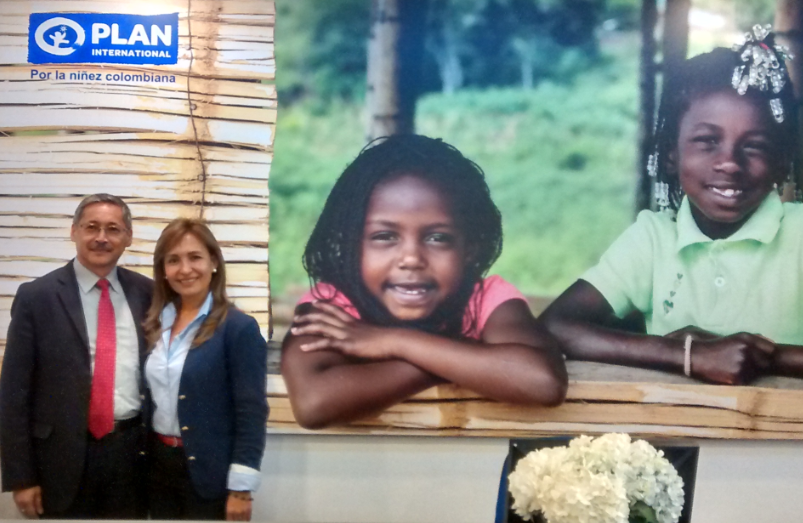 PLAN
INTERNATIONAL
Por la niñez colombiana